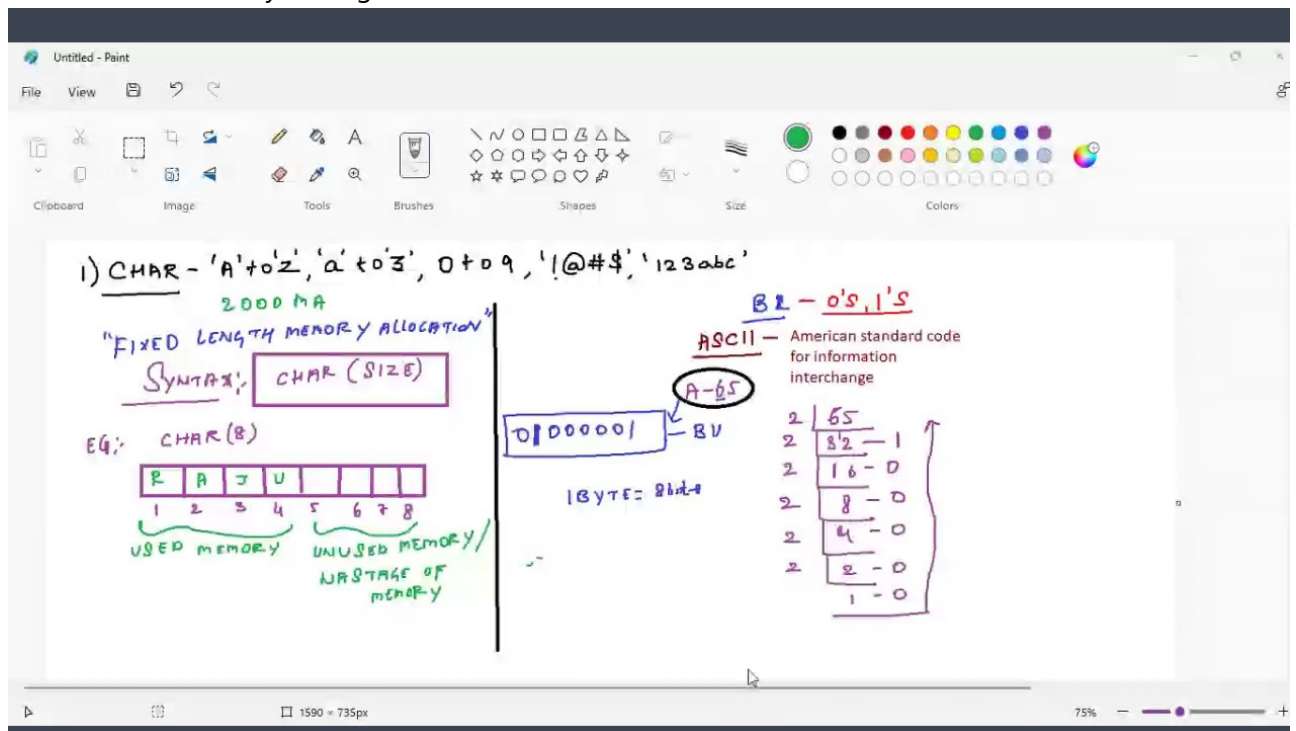 Untitled - Paint
File View
Clipboard Image Tools Brushes Shapes Size Colors
1) CHAR - 'A' to 'Z', 'a' to 'z', 0 to 9, '!@#$', '123abc'
2000 MA
"FIXED LENGTH MEMORY ALLOCATION"
SYNTAX: CHAR (SIZE)
EG: CHAR (8)
R A J U
1 2 3 4 5 6 7 8
USED MEMORY
UNUSED MEMORY/
WASTAGE OF
MEMORY
- 0'S, 1'S
ASCII - American standard code
for information
interchange
A-65
01000001 - BV
1BYTE = 8bits
2 65
2 32 - 1
2 16 - 0
2 8 - 0
2 4 - 0
2 2 - 0
1 - 0
1590 × 735px
75%